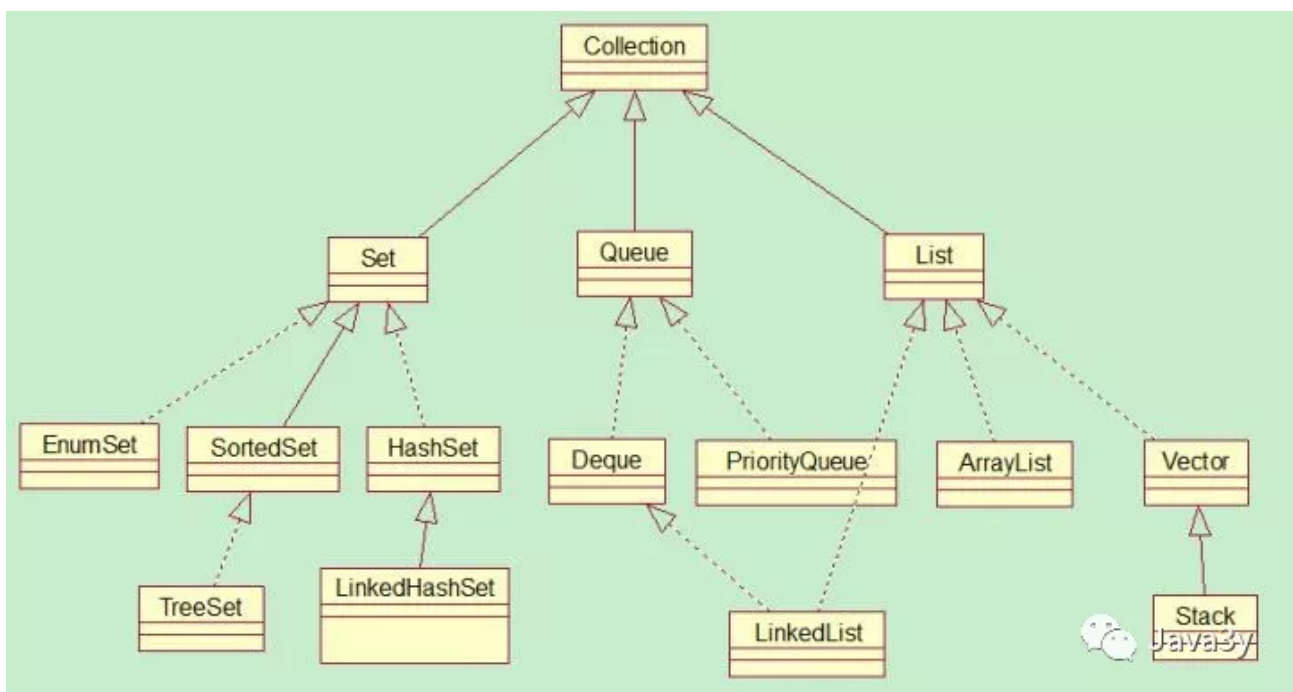 Collection
Set
Queue
List
EnumSet
SortedSet
HashSet
Deque
PriorityQueue
ArrayList
Vector
TreeSet
LinkedHashSet
LinkedList
Stack
Java3y